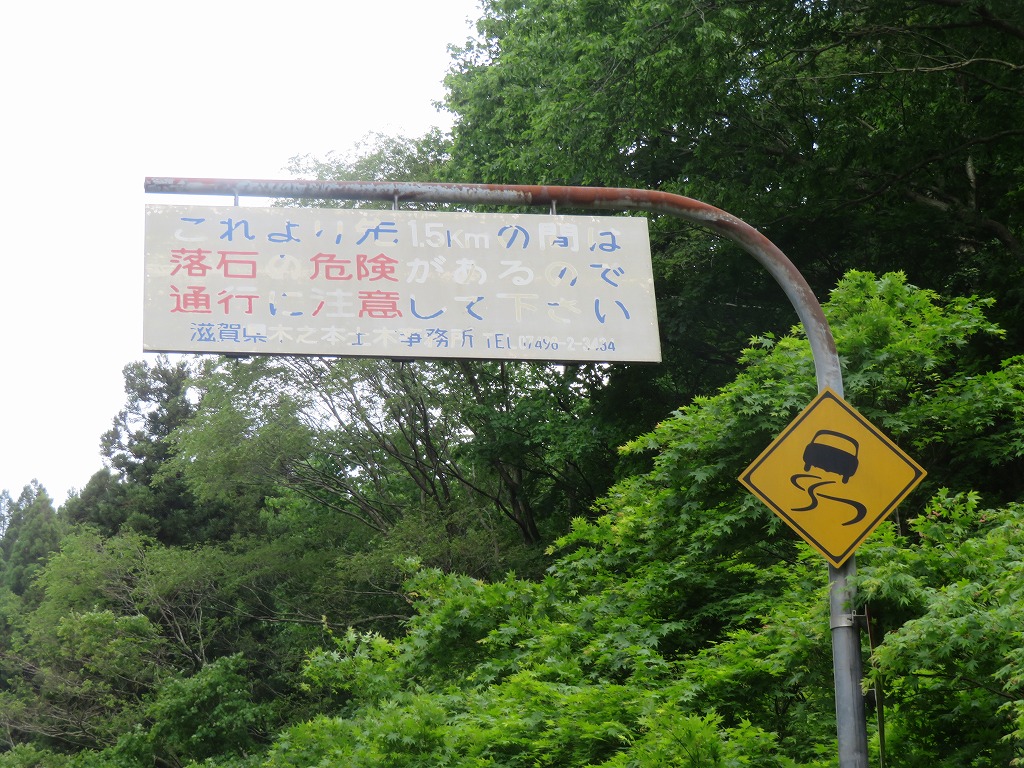 これより先 1.5kmの間は
落石の危険があるので
通行に注意して下さい
滋賀県木之本土木事務所 TEL